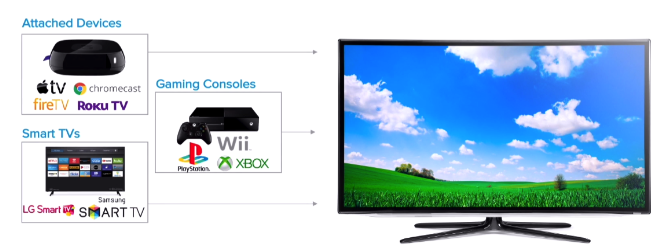 Attached Devices
tv chromecast
fireTV Roku TV
Gaming Consoles
Wii
PlayStation XBOX
Smart TVs
Samsung
LG Smart TV SMART TV